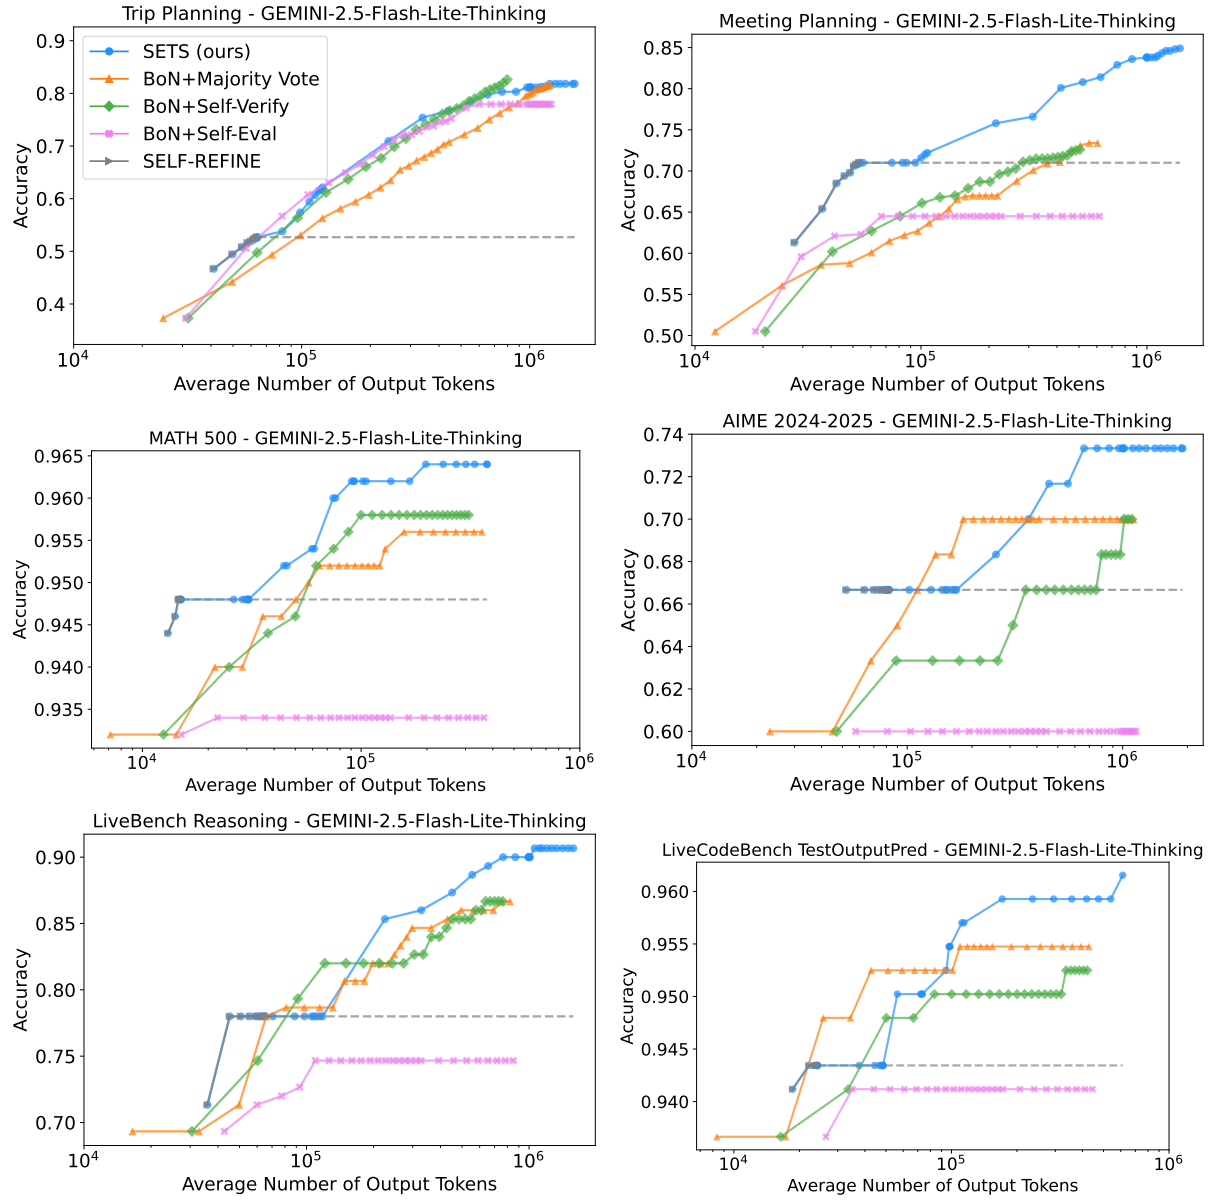 Trip Planning - GEMINI-2.5-Flash-Lite-Thinking
0.9
0.8
0.7
0.6
0.5
0.4
Accuracy
SETS (ours)
BoN+Majority Vote
BoN+Self-Verify
BoN+Self-Eval
SELF-REFINE
10^4
10^5
10^6
Average Number of Output Tokens
Meeting Planning - GEMINI-2.5-Flash-Lite-Thinking
0.85
0.80
0.75
0.70
0.65
0.60
0.55
0.50
Accuracy
10^4
10^5
10^6
Average Number of Output Tokens
MATH 500 - GEMINI-2.5-Flash-Lite-Thinking
0.965
0.960
0.955
0.950
0.945
0.940
0.935
Accuracy
10^4
10^5
10^6
Average Number of Output Tokens
AIME 2024-2025 - GEMINI-2.5-Flash-Lite-Thinking
0.74
0.72
0.70
0.68
0.66
0.64
0.62
0.60
Accuracy
10^4
10^5
10^6
Average Number of Output Tokens
LiveBench Reasoning - GEMINI-2.5-Flash-Lite-Thinking
0.90
0.85
0.80
0.75
0.70
Accuracy
10^4
10^5
10^6
Average Number of Output Tokens
LiveCodeBench TestOutputPred - GEMINI-2.5-Flash-Lite-Thinking
0.960
0.955
0.950
0.945
0.940
Accuracy
10^4
10^5
10^6
Average Number of Output Tokens